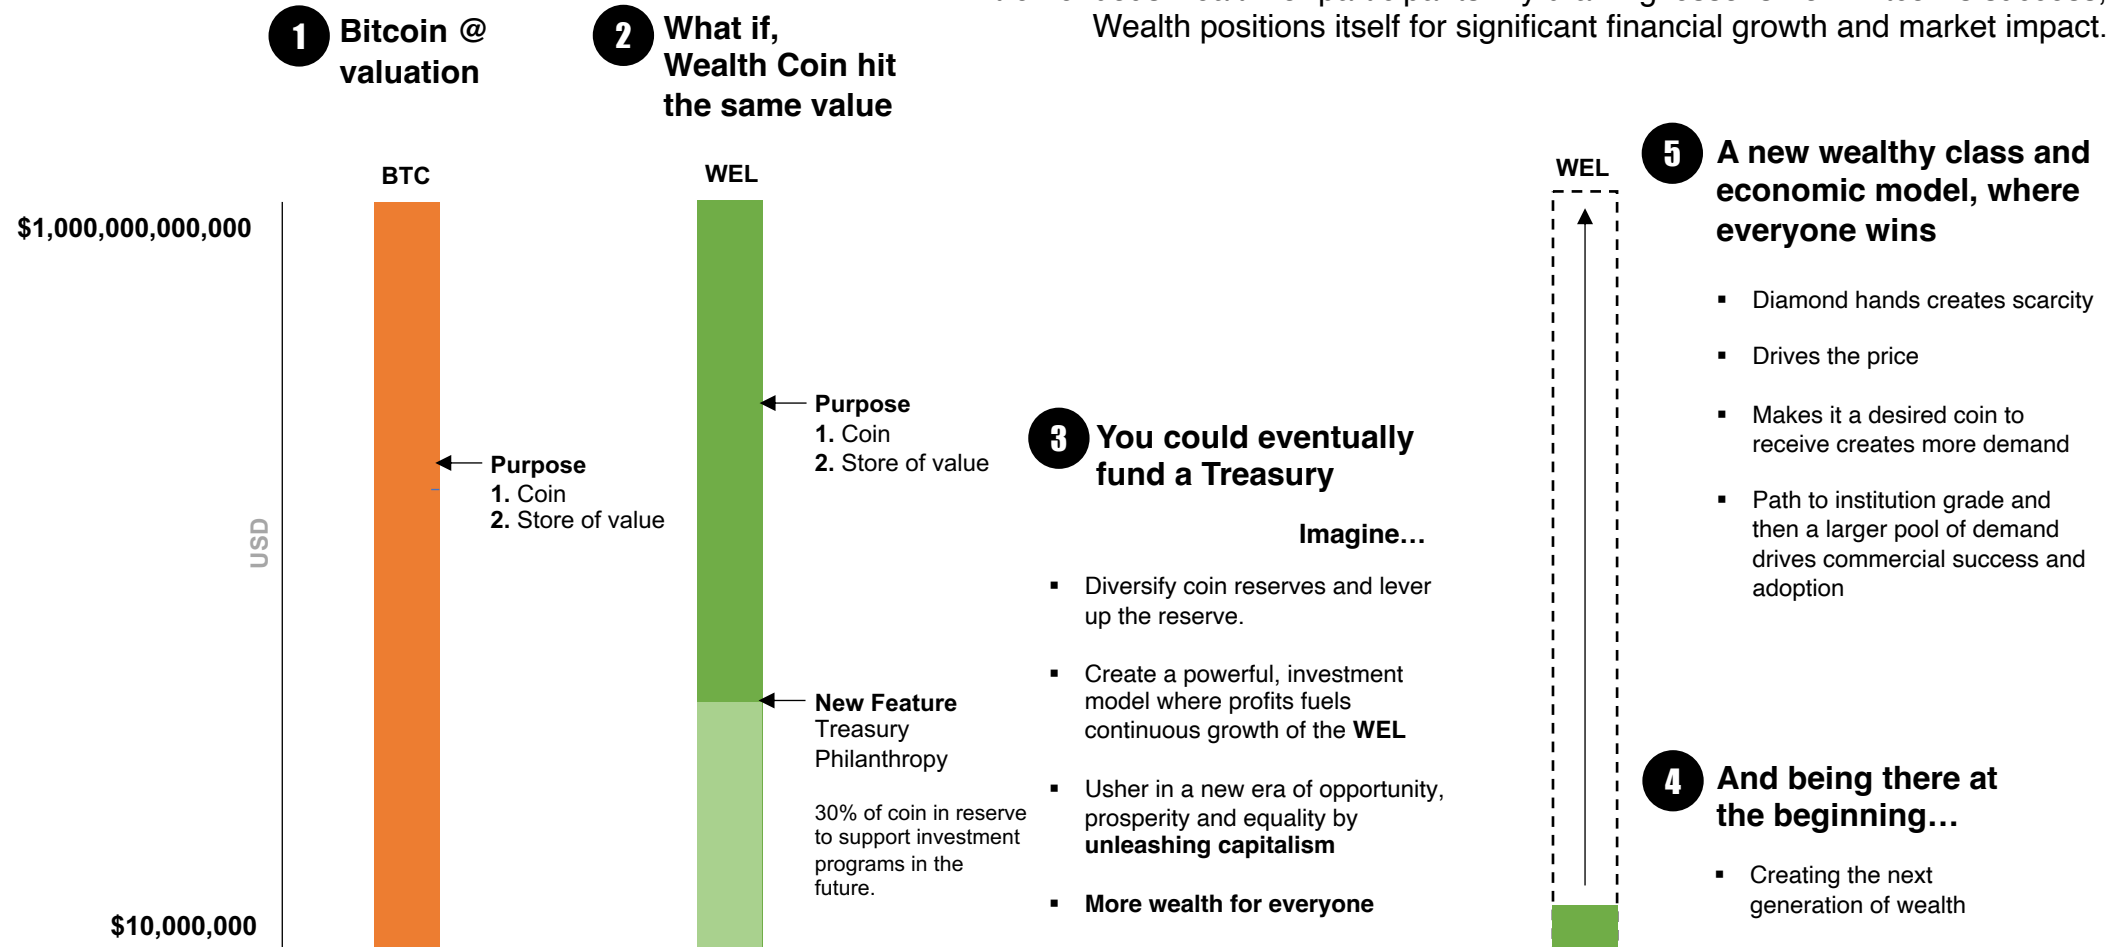 Wealth positions itself for significant financial growth and market impact.
1 Bitcoin @
valuation
2 What if,
Wealth Coin hit
the same value
BTC
WEL
$1,000,000,000,000
USD
$10,000,000
Purpose
1. Coin
2. Store of value
Purpose
1. Coin
2. Store of value
New Feature
Treasury
Philanthropy
30% of coin in reserve
to support investment
programs in the
future.
3 You could eventually
fund a Treasury
Imagine…
▪ Diversify coin reserves and lever
up the reserve.
▪ Create a powerful, investment
model where profits fuels
continuous growth of the WEL
▪ Usher in a new era of opportunity,
prosperity and equality by
unleashing capitalism
▪ More wealth for everyone
WEL
5 A new wealthy class and
economic model, where
everyone wins
▪ Diamond hands creates scarcity
▪ Drives the price
▪ Makes it a desired coin to
receive creates more demand
▪ Path to institution grade and
then a larger pool of demand
drives commercial success and
adoption
4 And being there at
the beginning…
▪ Creating the next
generation of wealth